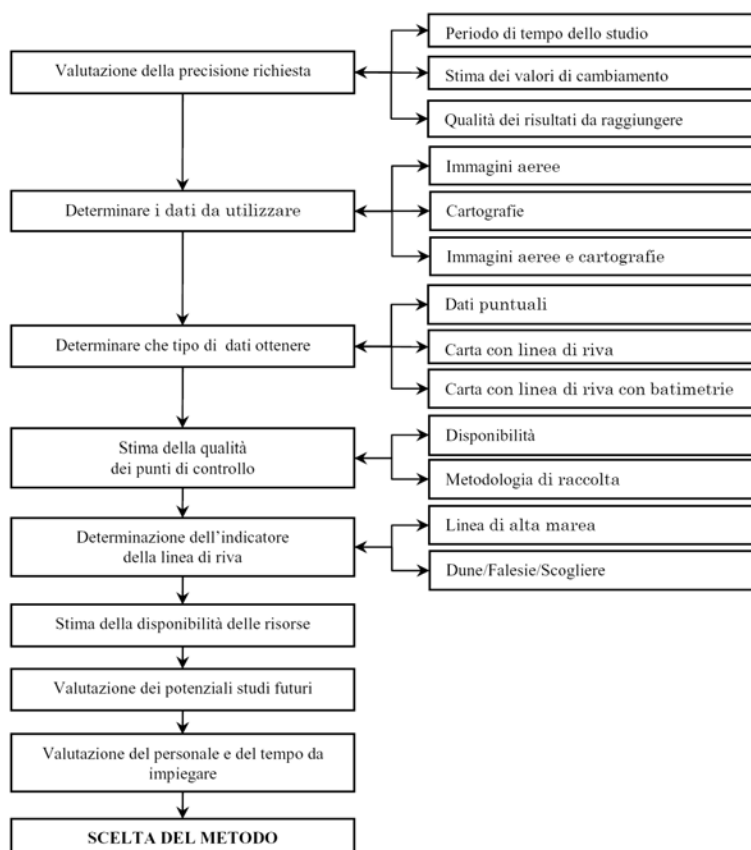 Valutazione della precisione richiesta
Periodo di tempo dello studio
Stima dei valori di cambiamento
Qualità dei risultati da raggiungere
Determinare i dati da utilizzare
Immagini aeree
Cartografie
Immagini aeree e cartografie
Determinare che tipo di dati ottenere
Dati puntuali
Carta con linea di riva
Carta con linea di riva con batimetrie
Stima della qualità
dei punti di controllo
Disponibilità
Metodologia di raccolta
Determinazione dell'indicatore
della linea di riva
Linea di alta marea
Dune/Falesie/Scogliere
Stima della disponibilità delle risorse
Valutazione dei potenziali studi futuri
Valutazione del personale e del tempo da
impiegare
SCELTA DEL METODO